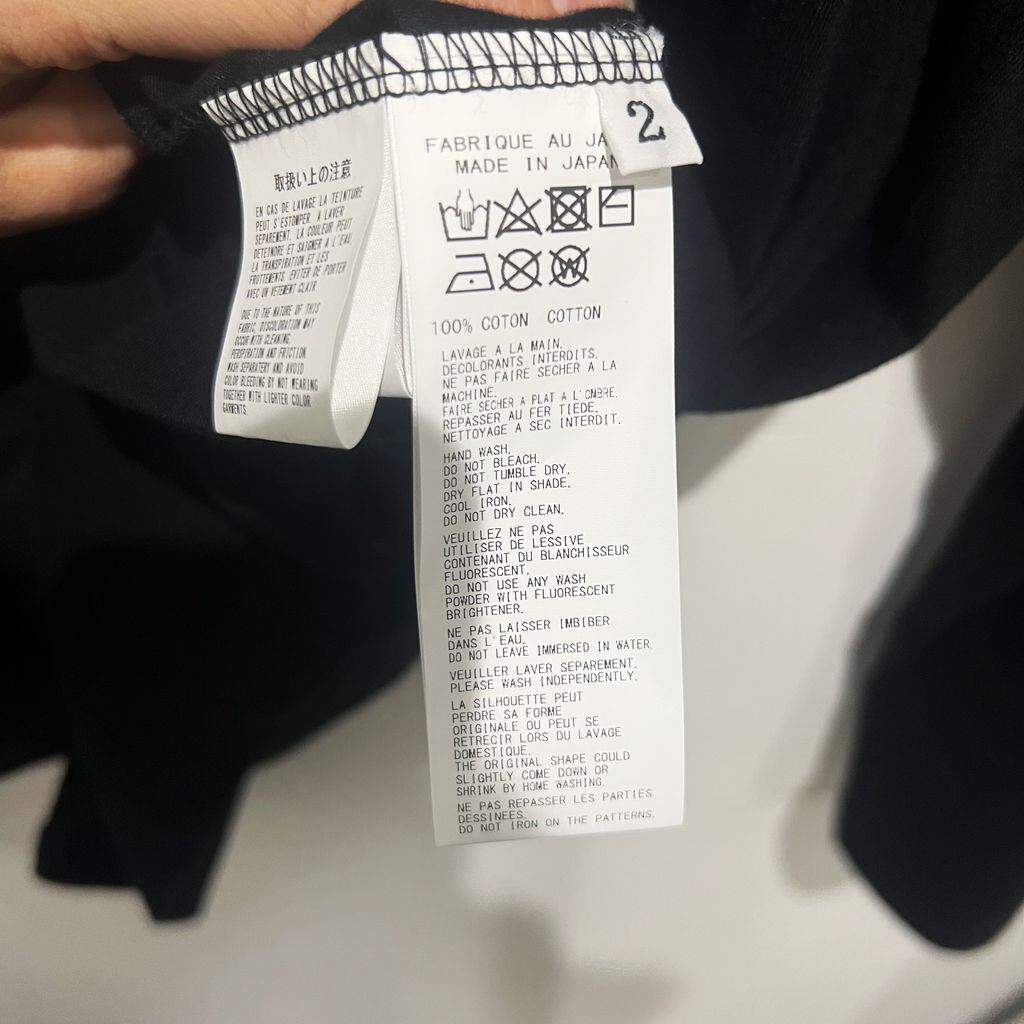 取扱い上の注意
EN CAS DE LAVAGE LA TEINTURE
PEUT S'ESTOMPER. A LAVER
SEPAREMENT. LA COULEUR PEUT
DETEINDRE ET SAIGNER A L'EAU,
LA TRANSPIRATION ET LES
FROTTEMENTS. EVITER DE PORTER
AVEC UN VETEMENT CLAIR.
DUE TO THE NATURE OF THIS
FABRIC, DISCOLORATION MAY
OCCUR WITH CLEANING,
PERSPIRATION AND FRICTION.
WASH SEPARATERY AND AVOID
COLOR BLEEDING BY NOT WEARING
TOGETHER WITH LIGHTER COLOR
GARMENTS.
2
FABRIQUE AU JA
MADE IN JAPAN
W
100% COTON COTTON
LAVAGE A LA MAIN.
DECOLORANTS INTERDITS.
NE PAS FAIRE SECHER A LA
MACHINE.
FAIRE SECHER A PLAT A L'OMBRE.
REPASSER AU FER TIEDE.
NETTOYAGE A SEC INTERDIT.
HAND WASH.
DO NOT BLEACH.
DO NOT TUMBLE DRY.
DRY FLAT IN SHADE.
COOL IRON.
DO NOT DRY CLEAN.
VEUILLEZ NE PAS
UTILISER DE LESSIVE
CONTENANT DU BLANCHISSEUR
FLUORESCENT.
DO NOT USE ANY WASH
POWDER WITH FLUORESCENT
BRIGHTENER.
NE PAS LAISSER IMBIBER
DANS L'EAU.
DO NOT LEAVE IMMERSED IN WATER.
VEUILLER LAVER SEPAREMENT.
PLEASE WASH INDEPENDENTLY.
LA SILHOUETTE PEUT
PERDRE SA FORME
ORIGINALE OU PEUT SE
RETRECIR LORS DU LAVAGE
DOMESTIQUE.
THE ORIGINAL SHAPE COULD
SLIGHTLY COME DOWN OR
SHRINK BY HOME WASHING.
NE PAS REPASSER LES PARTIES
DESSINEES.
DO NOT IRON ON THE PATTERNS.